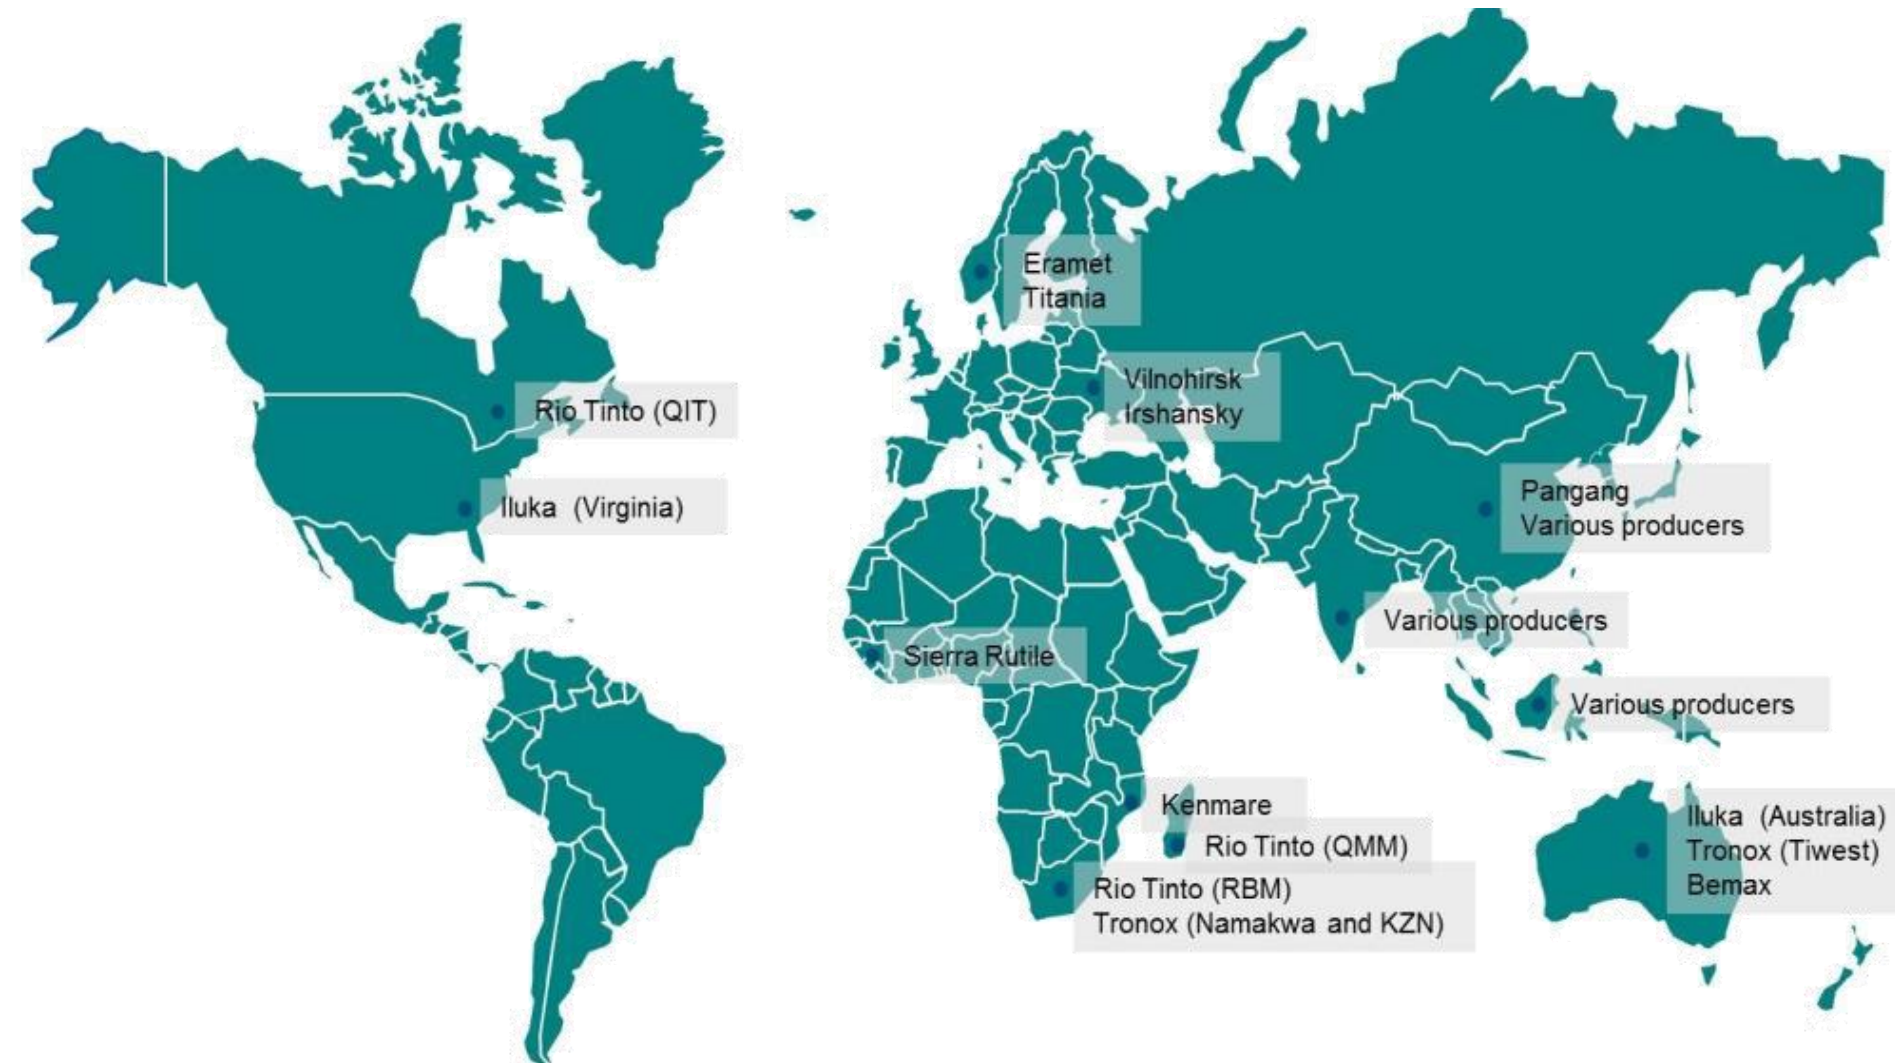 Eramet
Titania
Vilnohirsk
Irshansky
Rio Tinto (QIT)
Iluka (Virginia)
Pangang
Various producers
Various producers
Sierra Rutile
Various producers
Kenmare
Rio Tinto (QMM)
Rio Tinto (RBM)
Tronox (Namakwa and KZN)
Iluka (Australia)
Tronox (Tiwest)
Bemax